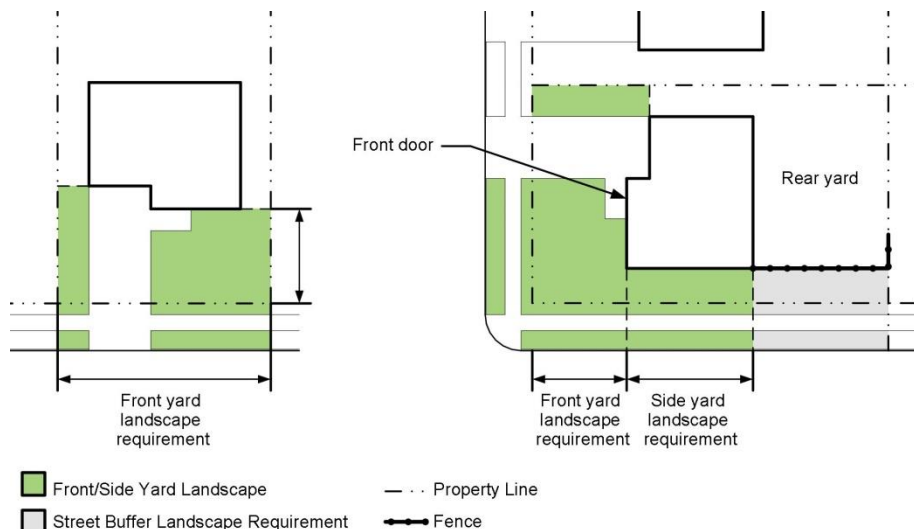 Front door
Rear yard
Front yard
landscape
requirement
Front yard
landscape
requirement
Side yard
landscape
requirement
Front/Side Yard Landscape
Property Line
Street Buffer Landscape Requirement
Fence